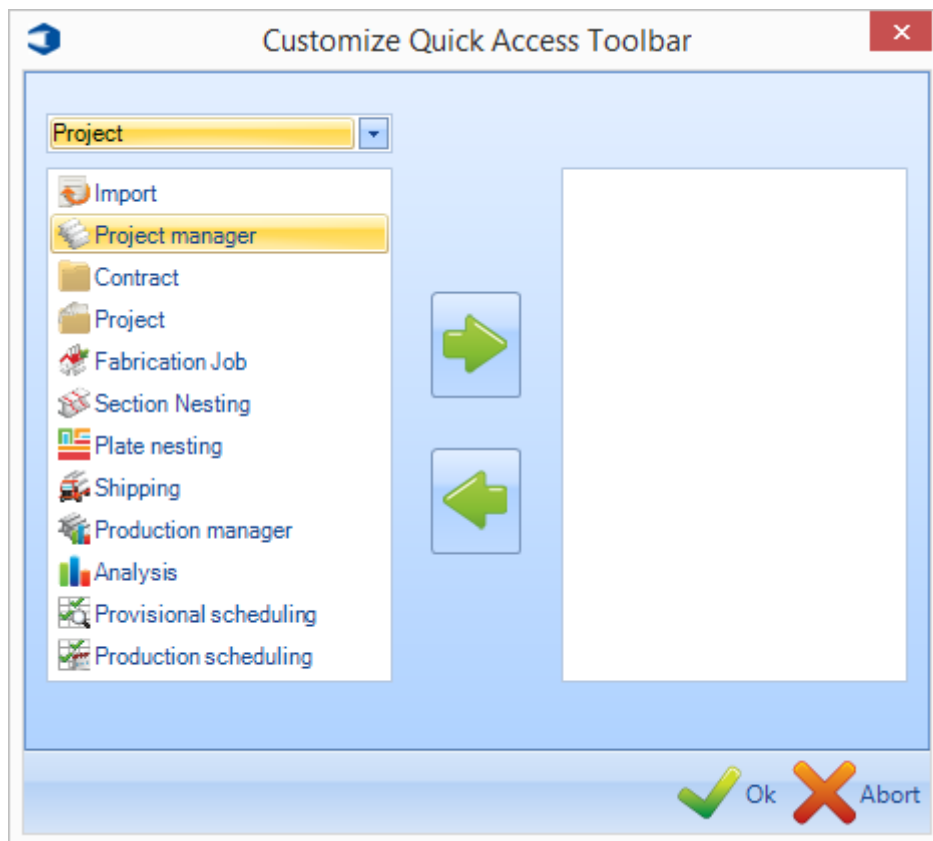 Customize Quick Access Toolbar
Project
Import
Project manager
Contract
Project
Fabrication Job
Section Nesting
Plate nesting
Shipping
Production manager
Analysis
Provisional scheduling
Production scheduling
Ok Abort